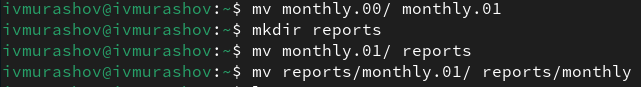 ivmurashov@ivmurashov:~$ mv monthly.00/ monthly.01
ivmurashov@ivmurashov:~$ mkdir reports
ivmurashov@ivmurashov:~$ mv monthly.01/ reports
ivmurashov@ivmurashov:~$ mv reports/monthly.01/ reports/monthly